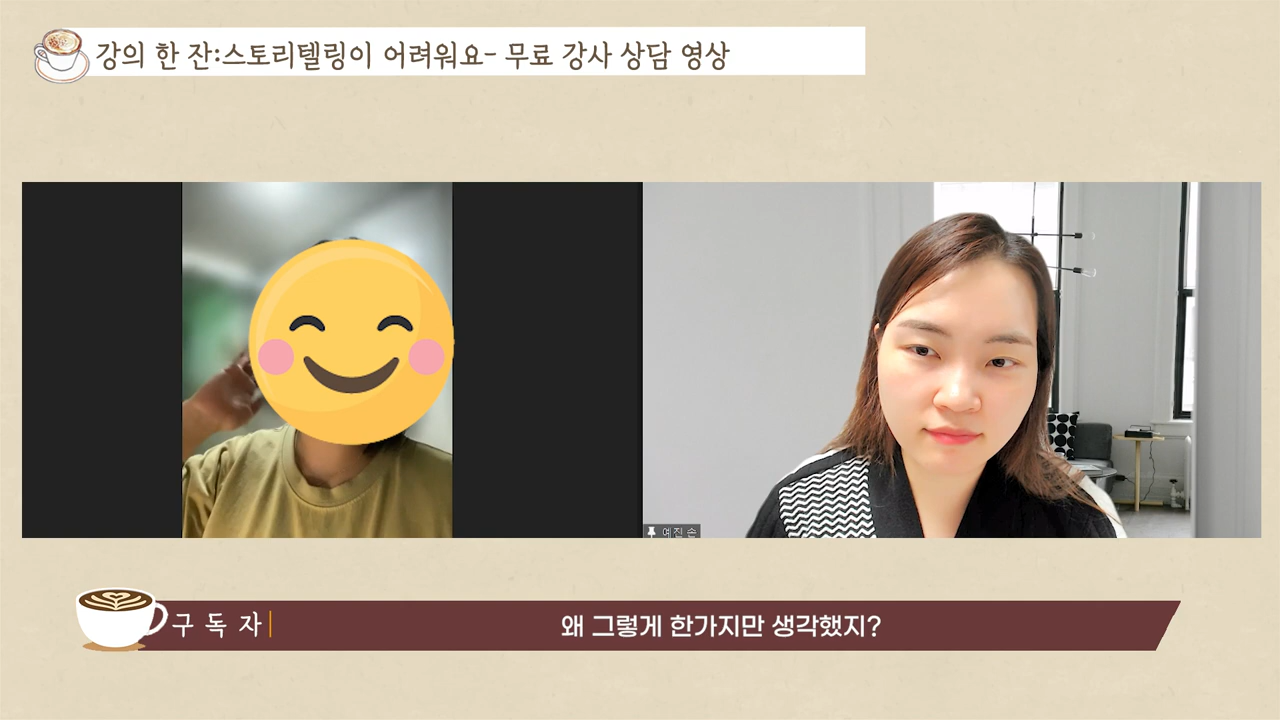 강의 한 잔:스토리텔링이 어려워요- 무료 강사 상담 영상
예진 손
구 독 자
왜 그렇게 한가지만 생각했지?